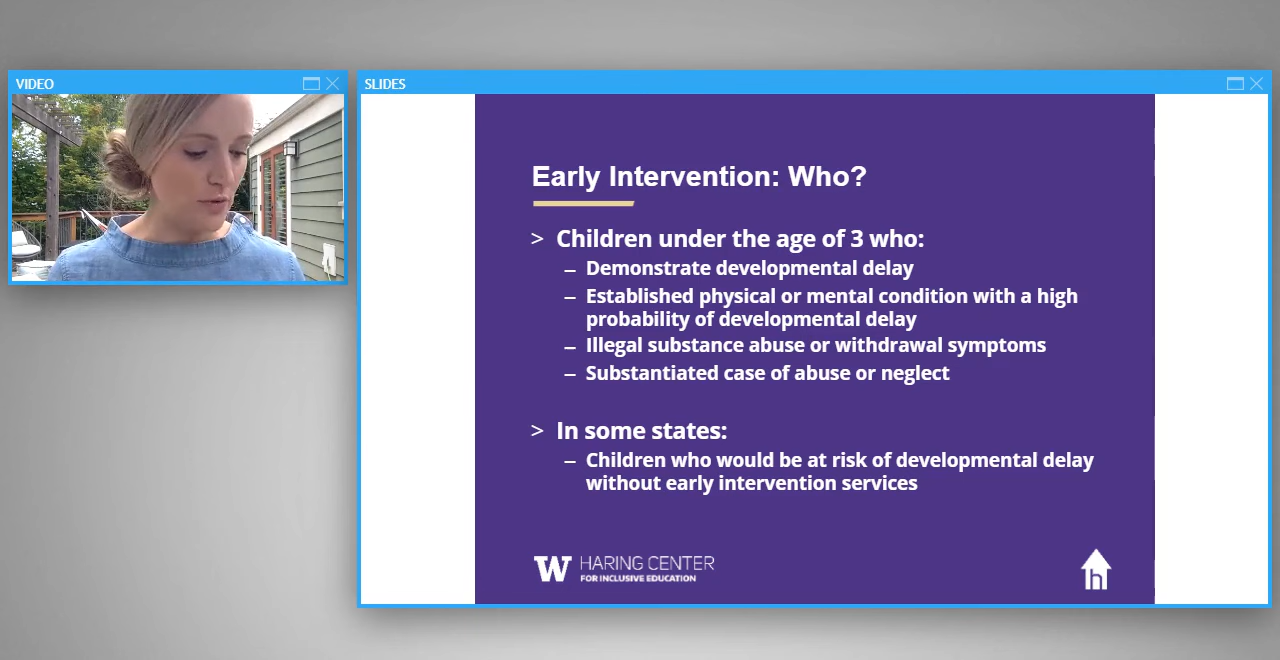 VIDEO
SLIDES
Early Intervention: Who?
> Children under the age of 3 who:
– Demonstrate developmental delay
– Established physical or mental condition with a high
probability of developmental delay
– Illegal substance abuse or withdrawal symptoms
– Substantiated case of abuse or neglect
> In some states:
– Children who would be at risk of developmental delay
without early intervention services
W HARING CENTER
FOR INCLUSIVE EDUCATION
h